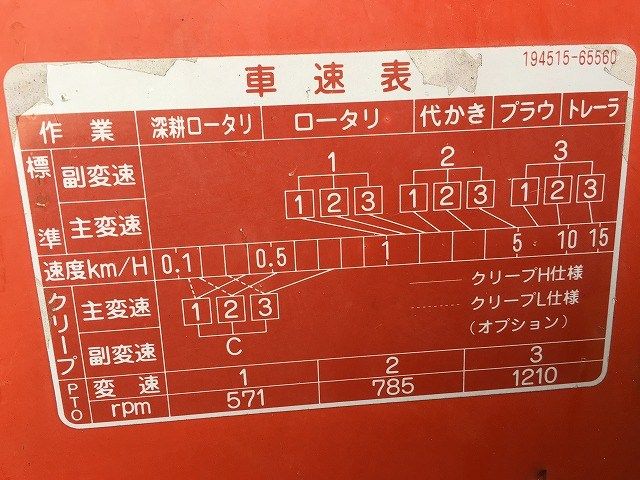 車速表
194515-65560
作業 深耕ロータリ ロータリ 代かき プラウ トレーラ
標準
副変速 1 2 3
主変速 1 2 3 1 2 3 1 2 3
速度km/H 0.1 0.5 1 5 10 15
クリープ
主変速 1 2 3
副変速 C
クリープH仕様
クリープL仕様
(オプション)
PTO
変速 1 2 3
rpm 571 785 1210